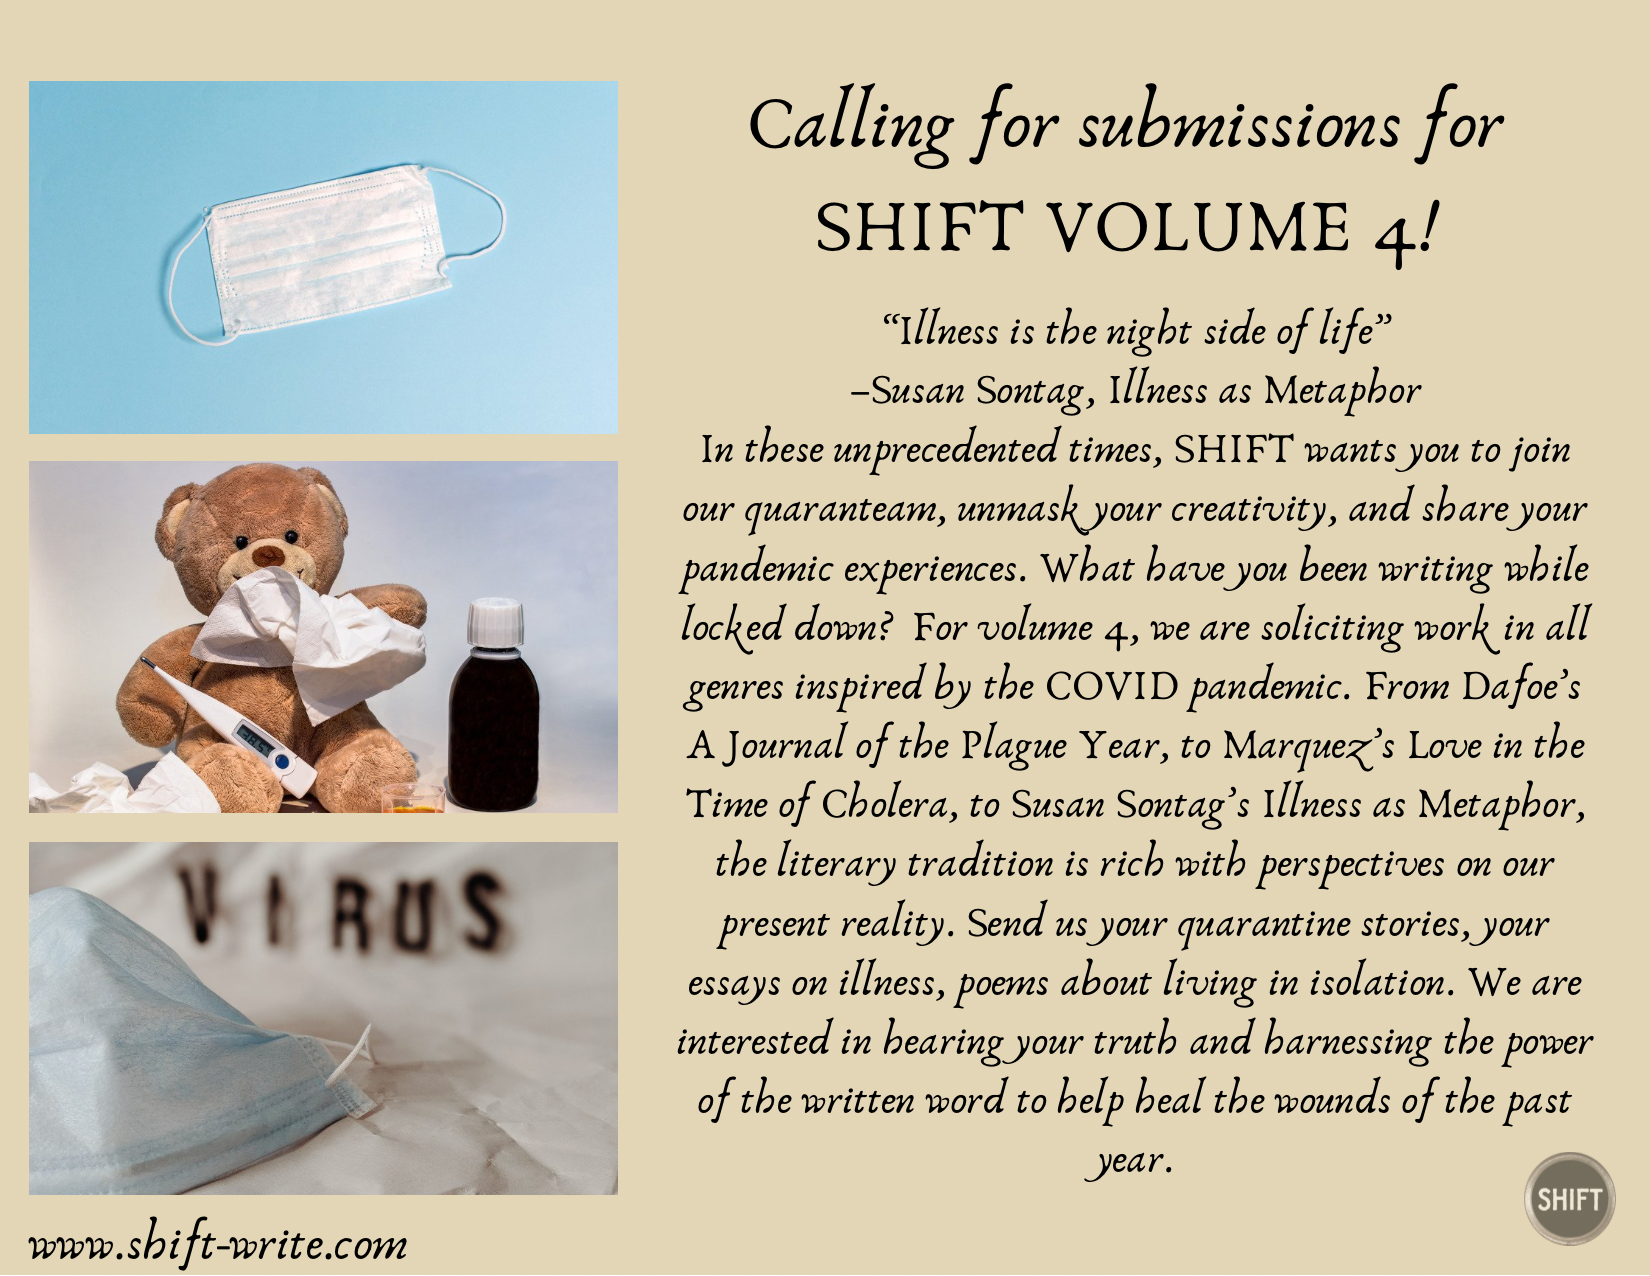 Calling for submissions for
SHIFT VOLUME 4!
“Illness is the night side of life”
–Susan Sontag, Illness as Metaphor
In these unprecedented times, SHIFT wants you to join
our quaranteam, unmask your creativity, and share your
pandemic experiences. What have you been writing while
locked down?  For volume 4, we are soliciting work in all
genres inspired by the COVID pandemic. From Dafoe’s
A Journal of the Plague Year, to Marquez’s Love in the
Time of Cholera, to Susan Sontag’s Illness as Metaphor,
the literary tradition is rich with perspectives on our
present reality. Send us your quarantine stories, your
essays on illness, poems about living in isolation. We are
interested in hearing your truth and harnessing the power
of the written word to help heal the wounds of the past
year.
VIRUS
SHIFT
www.shift-write.com